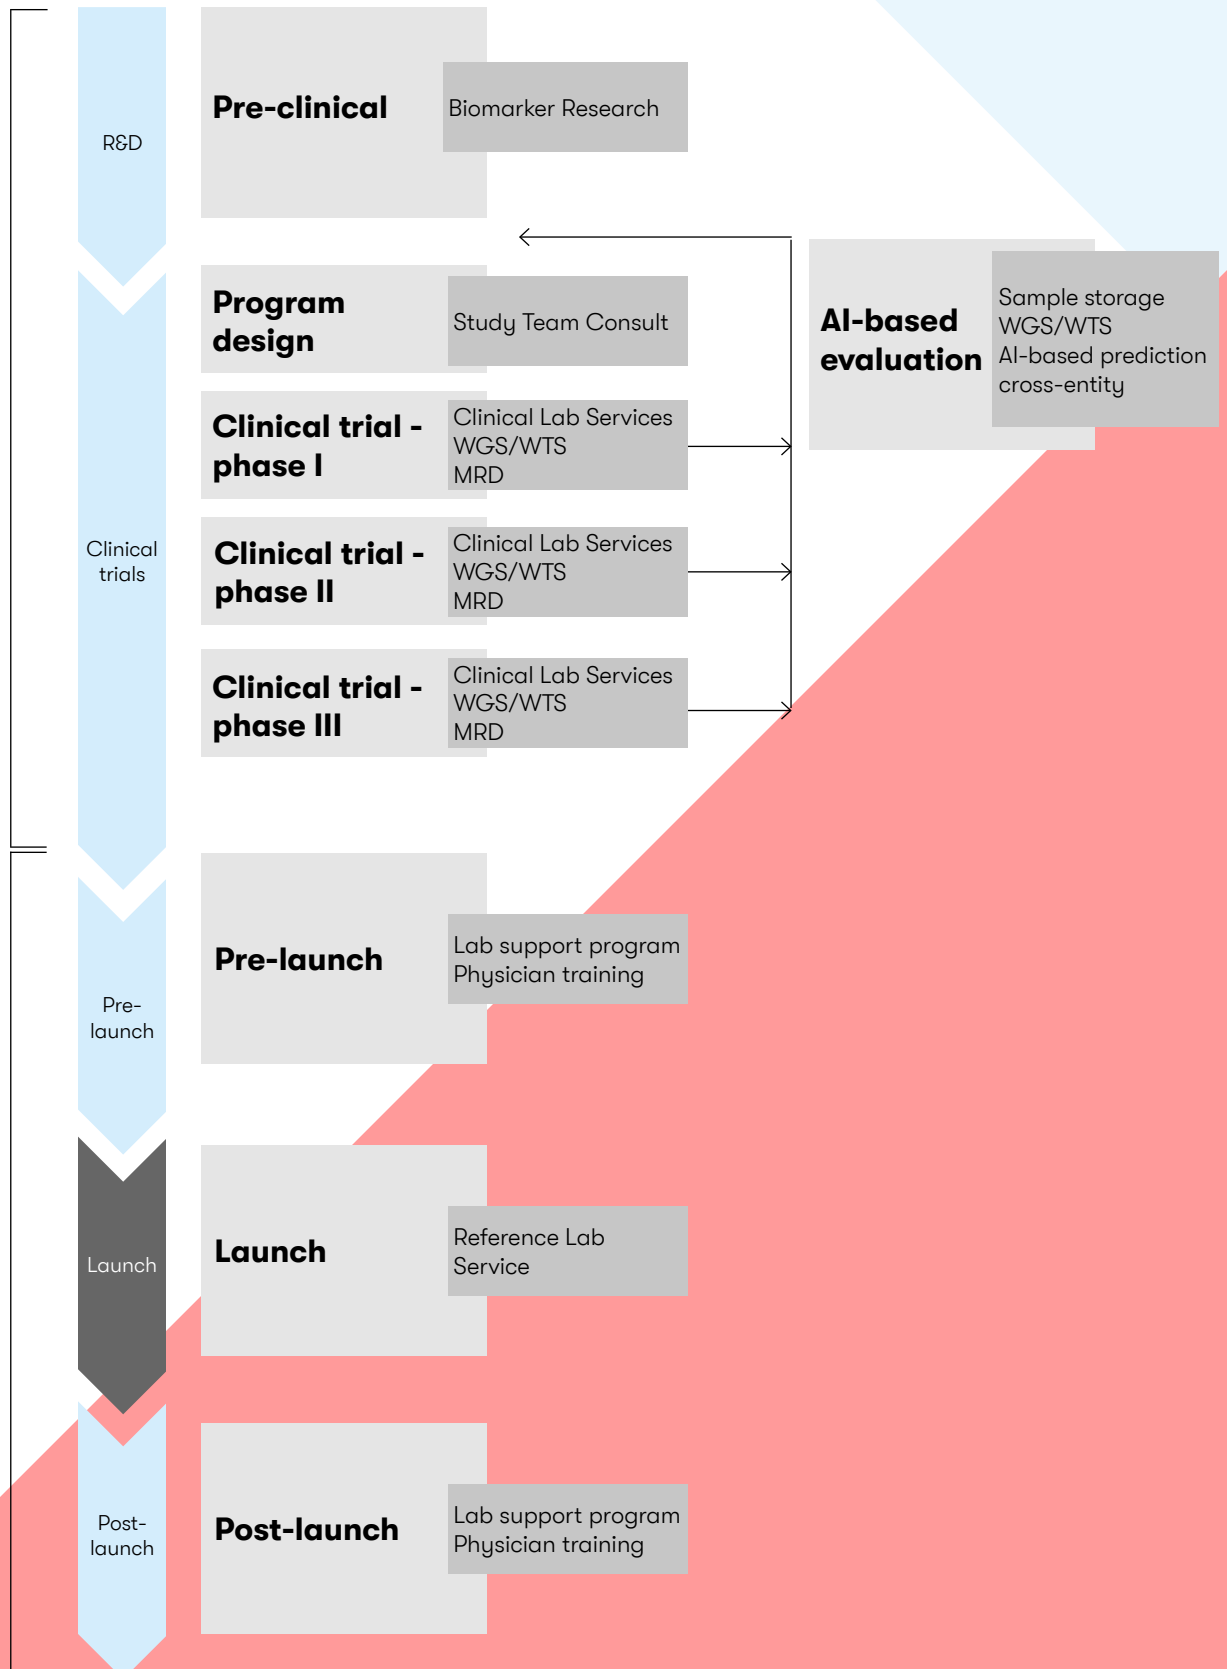 R&D
Pre-clinical
Biomarker Research
Program
design
Study Team Consult
AI-based
evaluation
Sample storage
WGS/WTS
AI-based prediction
cross-entity
Clinical
trials
Clinical trial -
phase I
Clinical Lab Services
WGS/WTS
MRD
Clinical trial -
phase II
Clinical Lab Services
WGS/WTS
MRD
Clinical trial -
phase III
Clinical Lab Services
WGS/WTS
MRD
Pre-
launch
Pre-launch
Lab support program
Physician training
Launch
Launch
Reference Lab
Service
Post-
launch
Post-launch
Lab support program
Physician training